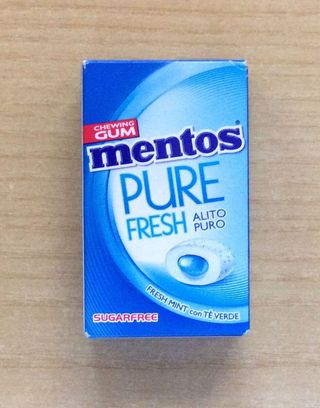 CHEWING
GUM
mentos
PURE
FRESH ALITO
PURO
FRESH MINT con TÈ VERDE
SUGARFREE